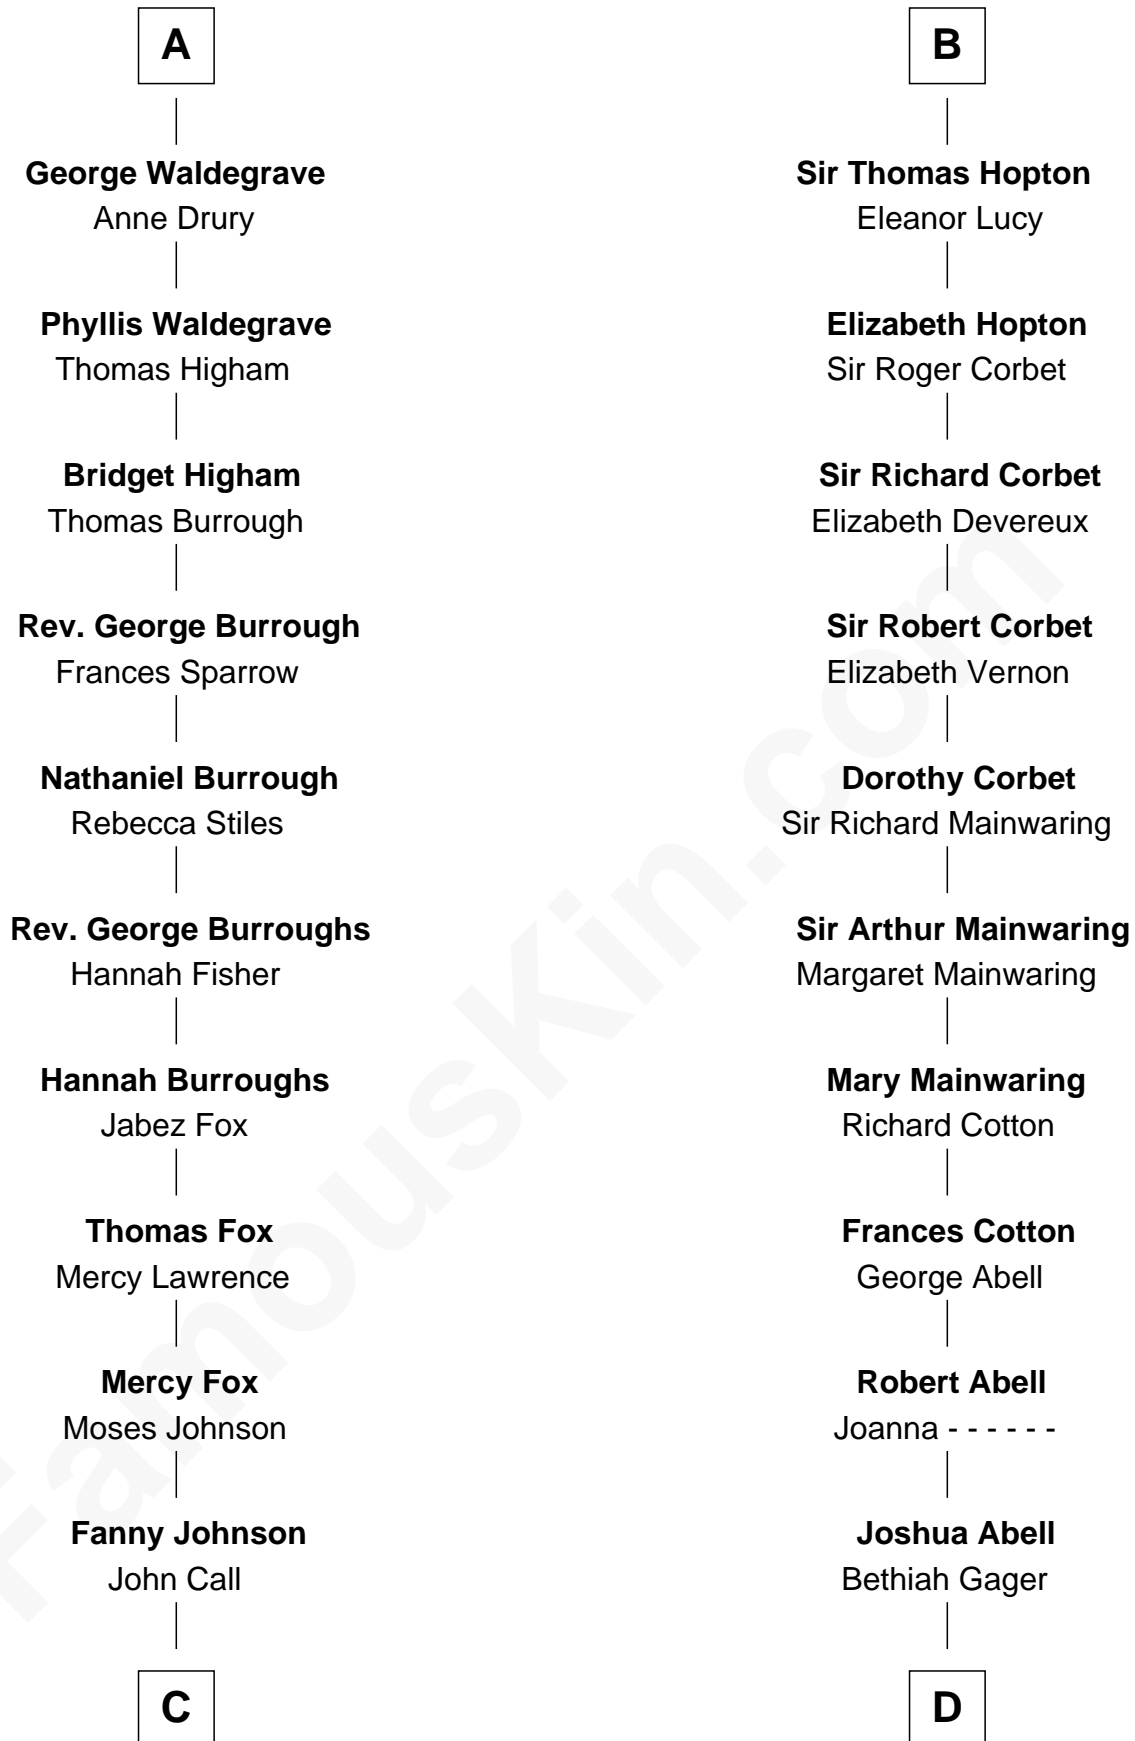 A
George Waldegrave
Anne Drury
Phyllis Waldegrave
Thomas Higham
Bridget Higham
Thomas Burrough
Rev. George Burrough
Frances Sparrow
Nathaniel Burrough
Rebecca Stiles
Rev. George Burroughs
Hannah Fisher
Hannah Burroughs
Jabez Fox
Thomas Fox
Mercy Lawrence
Mercy Fox
Moses Johnson
Fanny Johnson
John Call
C
B
Sir Thomas Hopton
Eleanor Lucy
Elizabeth Hopton
Sir Roger Corbet
Sir Richard Corbet
Elizabeth Devereux
Sir Robert Corbet
Elizabeth Vernon
Dorothy Corbet
Sir Richard Mainwaring
Sir Arthur Mainwaring
Margaret Mainwaring
Mary Mainwaring
Richard Cotton
Frances Cotton
George Abell
Robert Abell
Joanna - - - - - -
Joshua Abell
Bethiah Gager
D
FamousKin.com